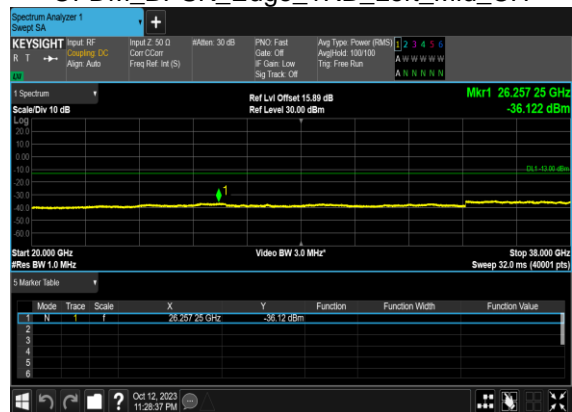 Spectrum Analyzer 1
Swept SA
+
KEYSIGHT
R T
LW
Input: RF
Coupling: DC
Align: Auto
Input Z: 50 Ω
Corr CCorr
Freq Ref: Int (S)
#Atten: 30 dB
PNO: Fast
Gate: Off
IF Gain: Low
Sig Track: Off
Avg Type: Power (RMS)
Avg|Hold: 100/100
Trig: Free Run
1 2 3 4 5 6
A W W W W W
A N N N N N
1 Spectrum
Scale/Div 10 dB
Ref Lvl Offset 15.89 dB
Ref Level 30.00 dBm
Mkr1 26.257 25 GHz
-36.122 dBm
Log
20.0
10.0
0.00
-10.0
-20.0
-30.0
-40.0
-50.0
-60.0
DL1 -13.00 dBm
1
Start 20.000 GHz
#Res BW 1.0 MHz
Video BW 3.0 MHz*
Stop 38.000 GHz
Sweep 32.0 ms (40001 pts)
5 Marker Table
Mode Trace Scale X Y Function Function Width Function Value
1 N 1 f 26.257 25 GHz -36.12 dBm
2
3
4
5
6
?
Oct 12, 2023
11:28:37 PM